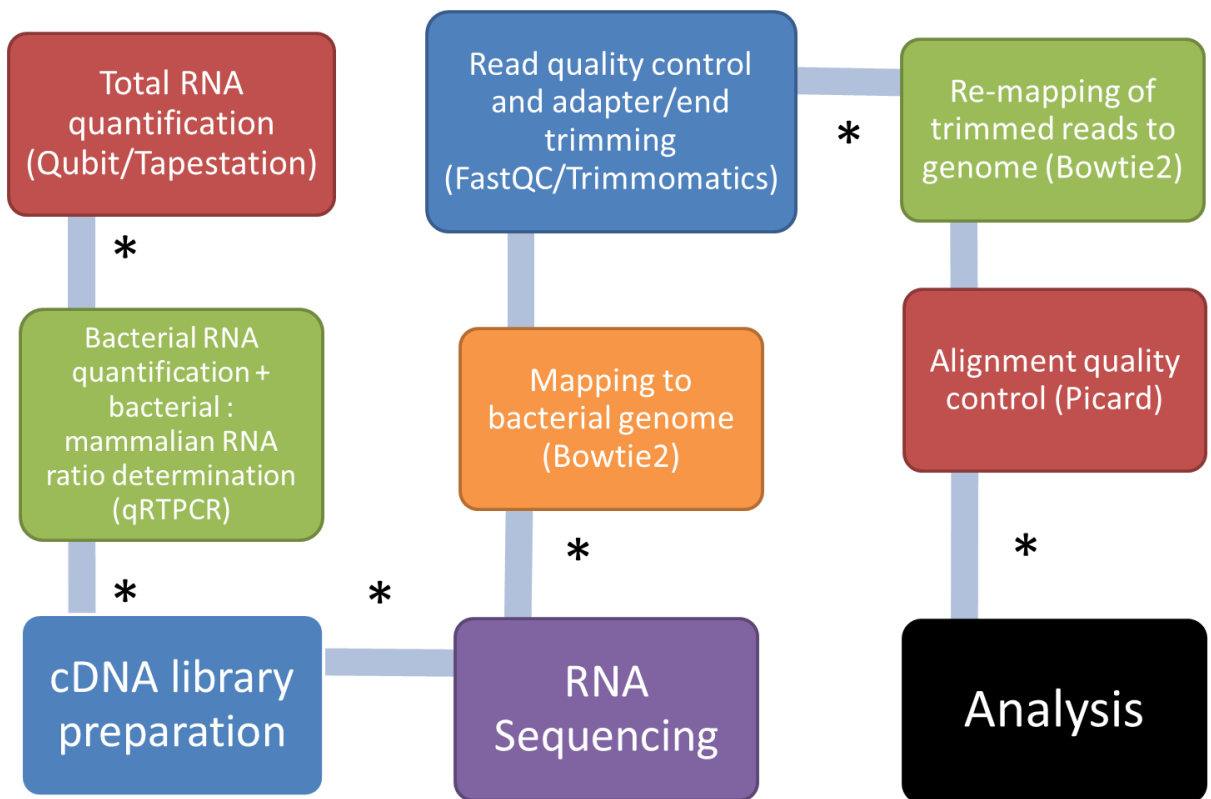 Total RNA
quantification
(Qubit/Tapestation)
*
Bacterial RNA
quantification +
bacterial :
mammalian RNA
ratio determination
(qRTPCR)
*
cDNA library
preparation
*
RNA
Sequencing
*
Mapping to
bacterial genome
(Bowtie2)
Read quality control
and adapter/end
trimming
(FastQC/Trimmomatics)
*
Re-mapping of
trimmed reads to
genome (Bowtie2)
Alignment quality
control (Picard)
*
Analysis